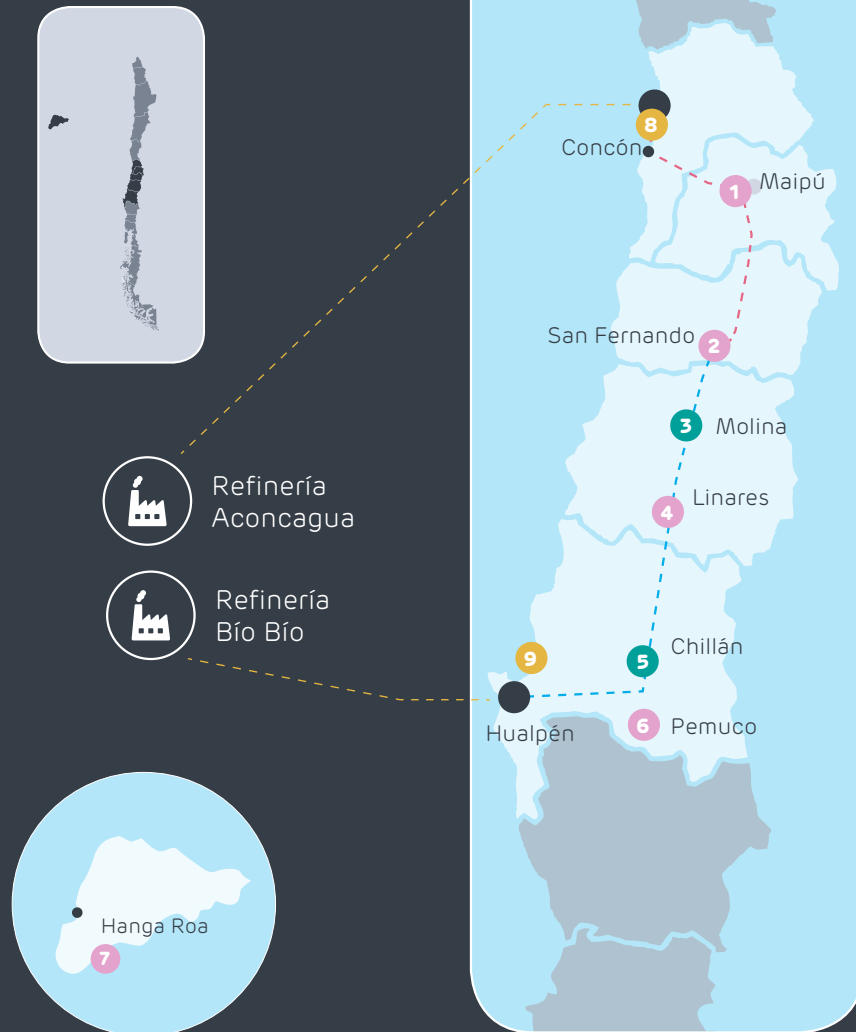 8
Concón
1
Maipú
San Fernando
2
3
Molina
4
Linares
Refinería
Aconcagua
Refinería
Bío Bío
9
5
Chillán
Hualpén
6
Pemuco
Hanga Roa
7